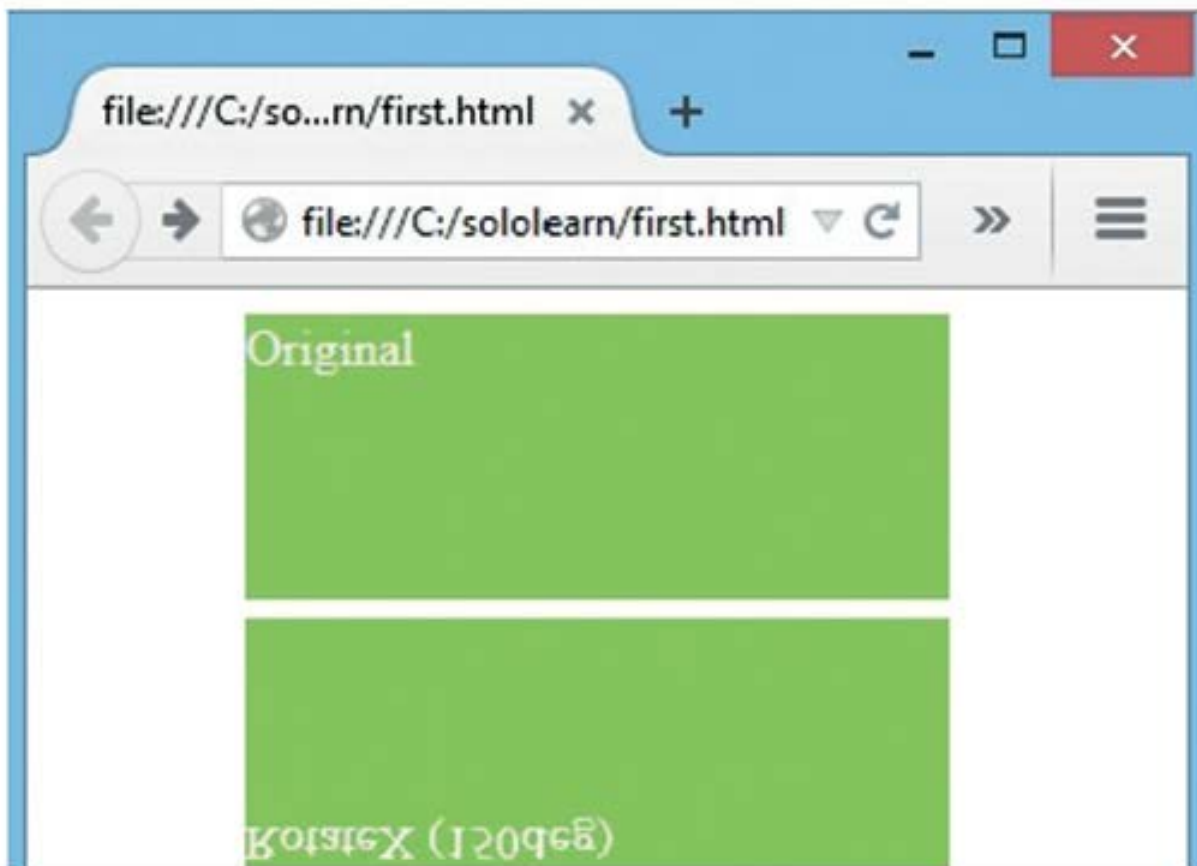 file:///C:/so...rn/first.html
file:///C:/sololearn/first.html
Original
RotateX (150deg)